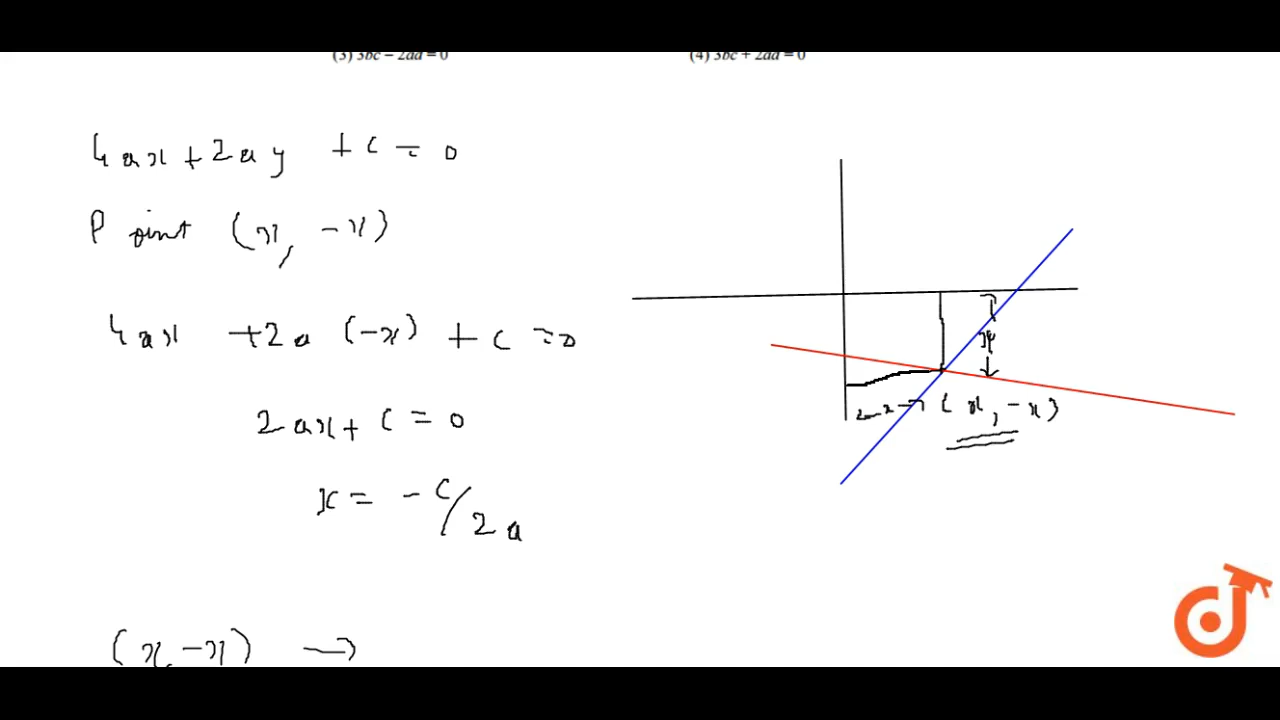 (3) 3bc – 2ad = 0 (4) 3bc + 2ad = 0
4ax + 2ay + c = 0
Point (x, -x)
4ax + 2a (-x) + c = 0
2ax + c = 0
x = - c/2a
(x, -x) →
x
(x, -x)